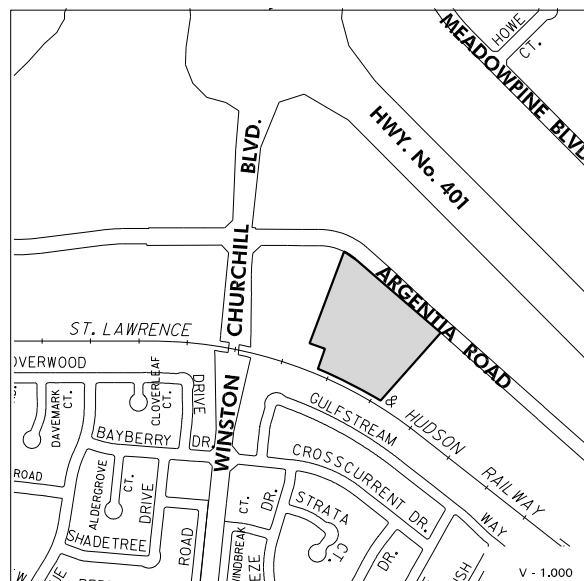 HOWE
CT.
MEADOWPINE BLVD
HWY. No. 401
WINSTON CHURCHILL BLVD.
ARGENTIA ROAD
ST. LAWRENCE & HUDSON RAILWAY
OVERWOOD
DRIVE
CLOVERLEAF
CT.
DAVEMARK
CT.
BAYBERRY DR.
GULFSTREAM
WAY
CROSSCURRENT DR.
ROAD
ALDERGROVE
CT.
DRIVE
SHADETREE
ROAD
CT.
DR.
STRATA
CT.
DR.
V - 1.000